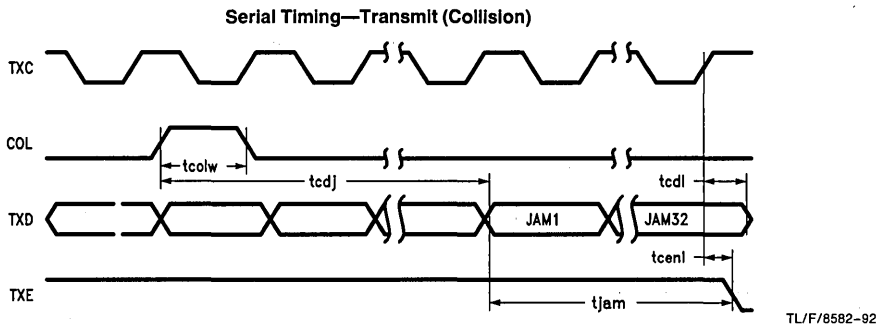 Serial Timing—Transmit (Collision)
TXC
COL
tcolw
tcdj
tcdl
TXD
JAM1
JAM32
tcenl
TXE
tjam
TL/F/8582-92